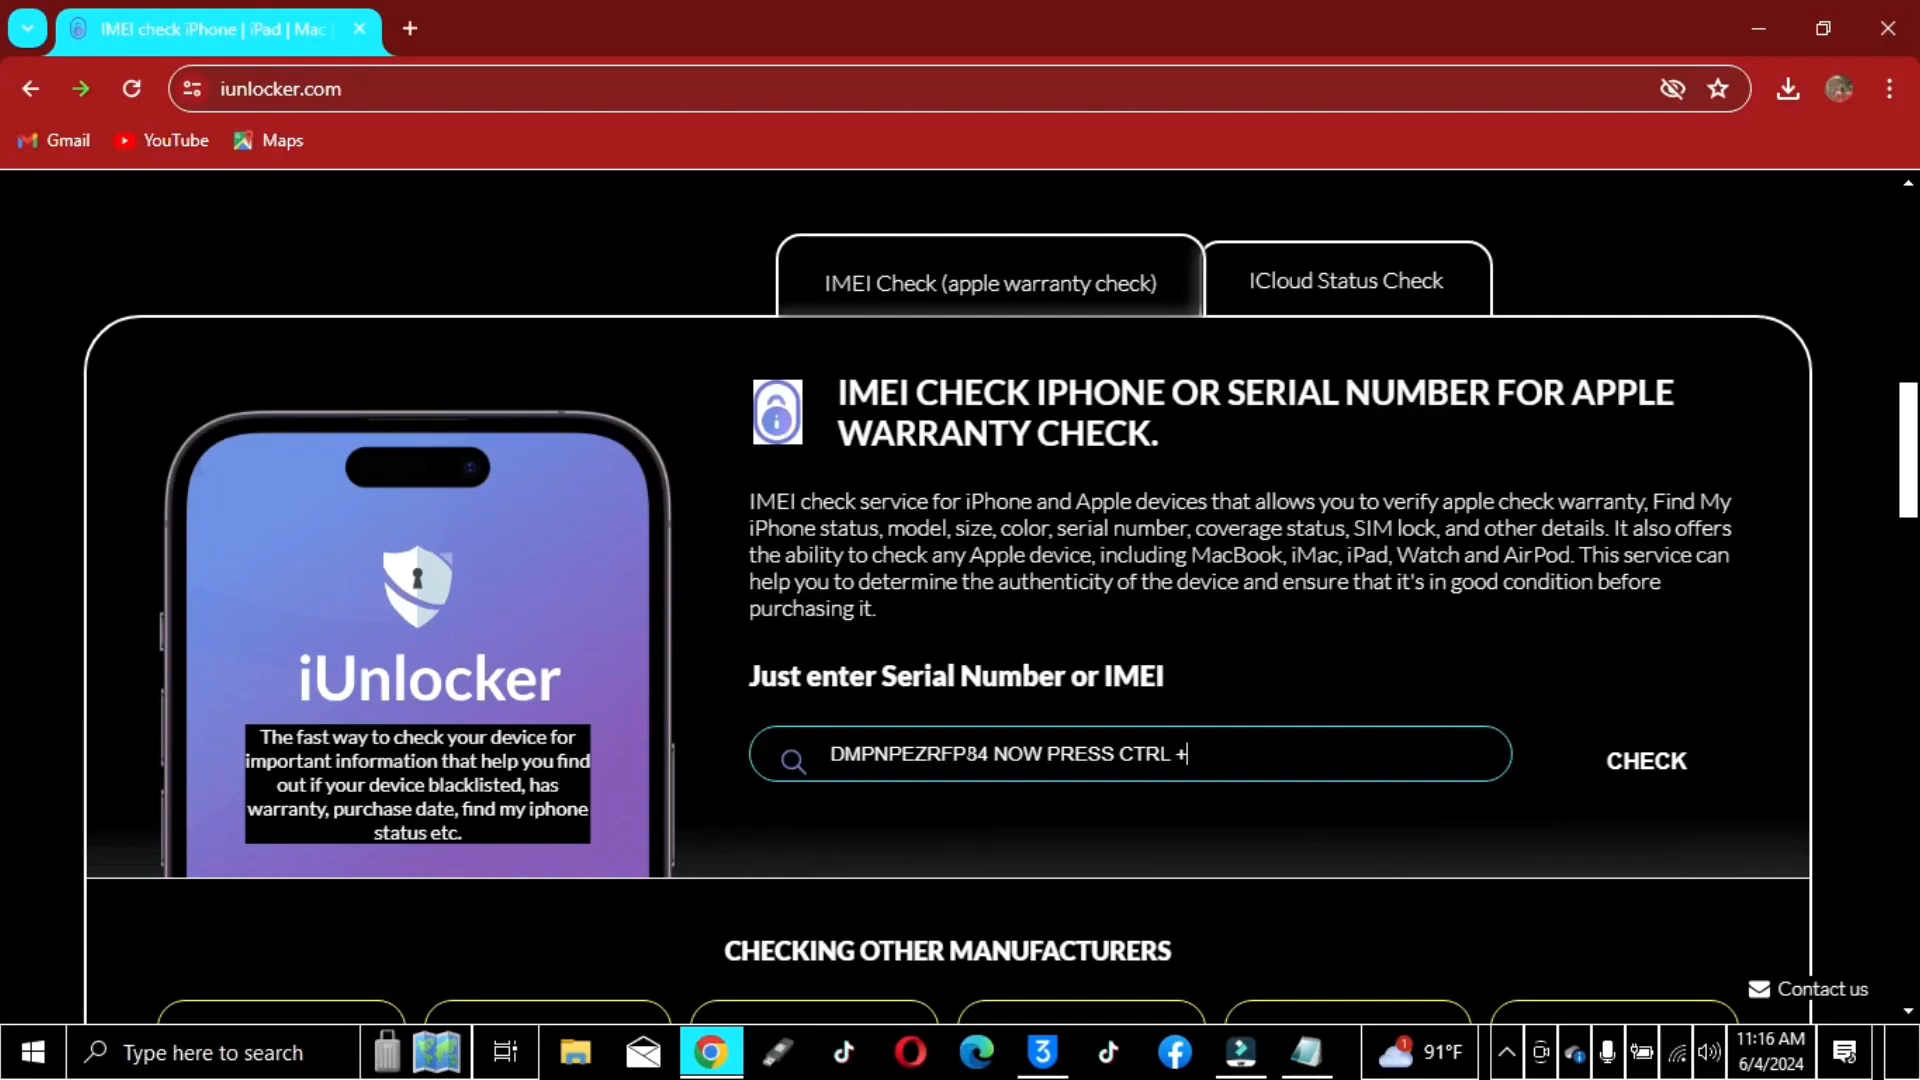 IMEI check iPhone | iPad | Mac
iunlocker.com
Gmail YouTube Maps
IMEI Check (apple warranty check)
ICloud Status Check
IMEI CHECK IPHONE OR SERIAL NUMBER FOR APPLE
WARRANTY CHECK.
IMEI check service for iPhone and Apple devices that allows you to verify apple check warranty, Find My
iPhone status, model, size, color, serial number, coverage status, SIM lock, and other details. It also offers
the ability to check any Apple device, including MacBook, iMac, iPad, Watch and AirPod. This service can
help you to determine the authenticity of the device and ensure that it's in good condition before
purchasing it.
Just enter Serial Number or IMEI
DMPNPEZRFP84 NOW PRESS CTRL +
CHECK
iUnlocker
The fast way to check your device for
important information that help you find
out if your device blacklisted, has
warranty, purchase date, find my iphone
status etc.
CHECKING OTHER MANUFACTURERS
Contact us
Type here to search
3
1
91°F
11:16 AM
6/4/2024